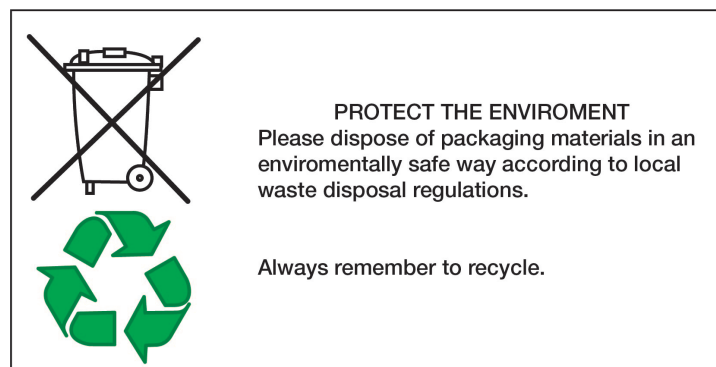 PROTECT THE ENVIROMENT
Please dispose of packaging materials in an
enviromentally safe way according to local
waste disposal regulations.
Always remember to recycle.